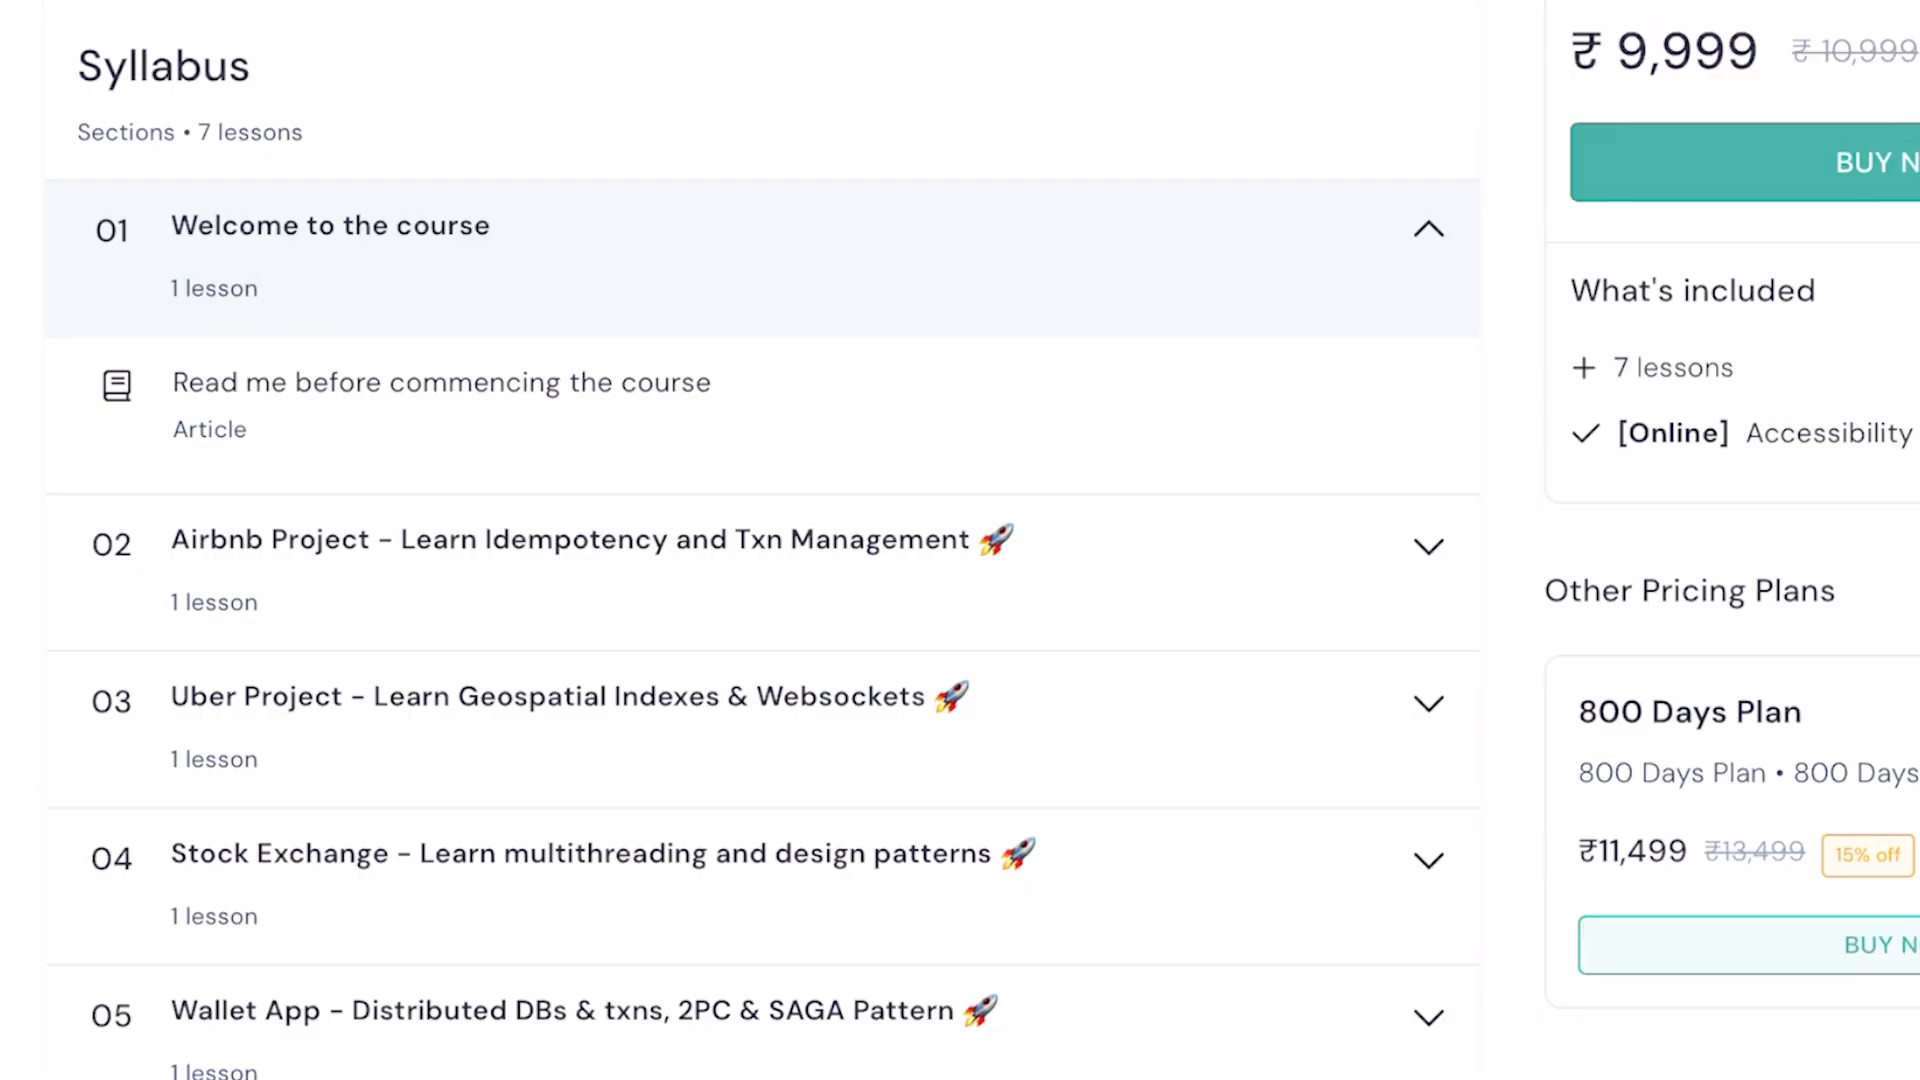 Syllabus
Sections • 7 lessons
01 Welcome to the course
1 lesson
Read me before commencing the course
Article
02 Airbnb Project - Learn Idempotency and Txn Management 🚀
1 lesson
03 Uber Project - Learn Geospatial Indexes & Websockets 🚀
1 lesson
04 Stock Exchange - Learn multithreading and design patterns 🚀
1 lesson
05 Wallet App - Distributed DBs & txns, 2PC & SAGA Pattern 🚀
1 lesson
₹ 9,999 ₹ 10,999
BUY N
What's included
+ 7 lessons
✓ [Online] Accessibility
Other Pricing Plans
800 Days Plan
800 Days Plan • 800 Days
₹11,499 ₹13,499 15% off
BUY N